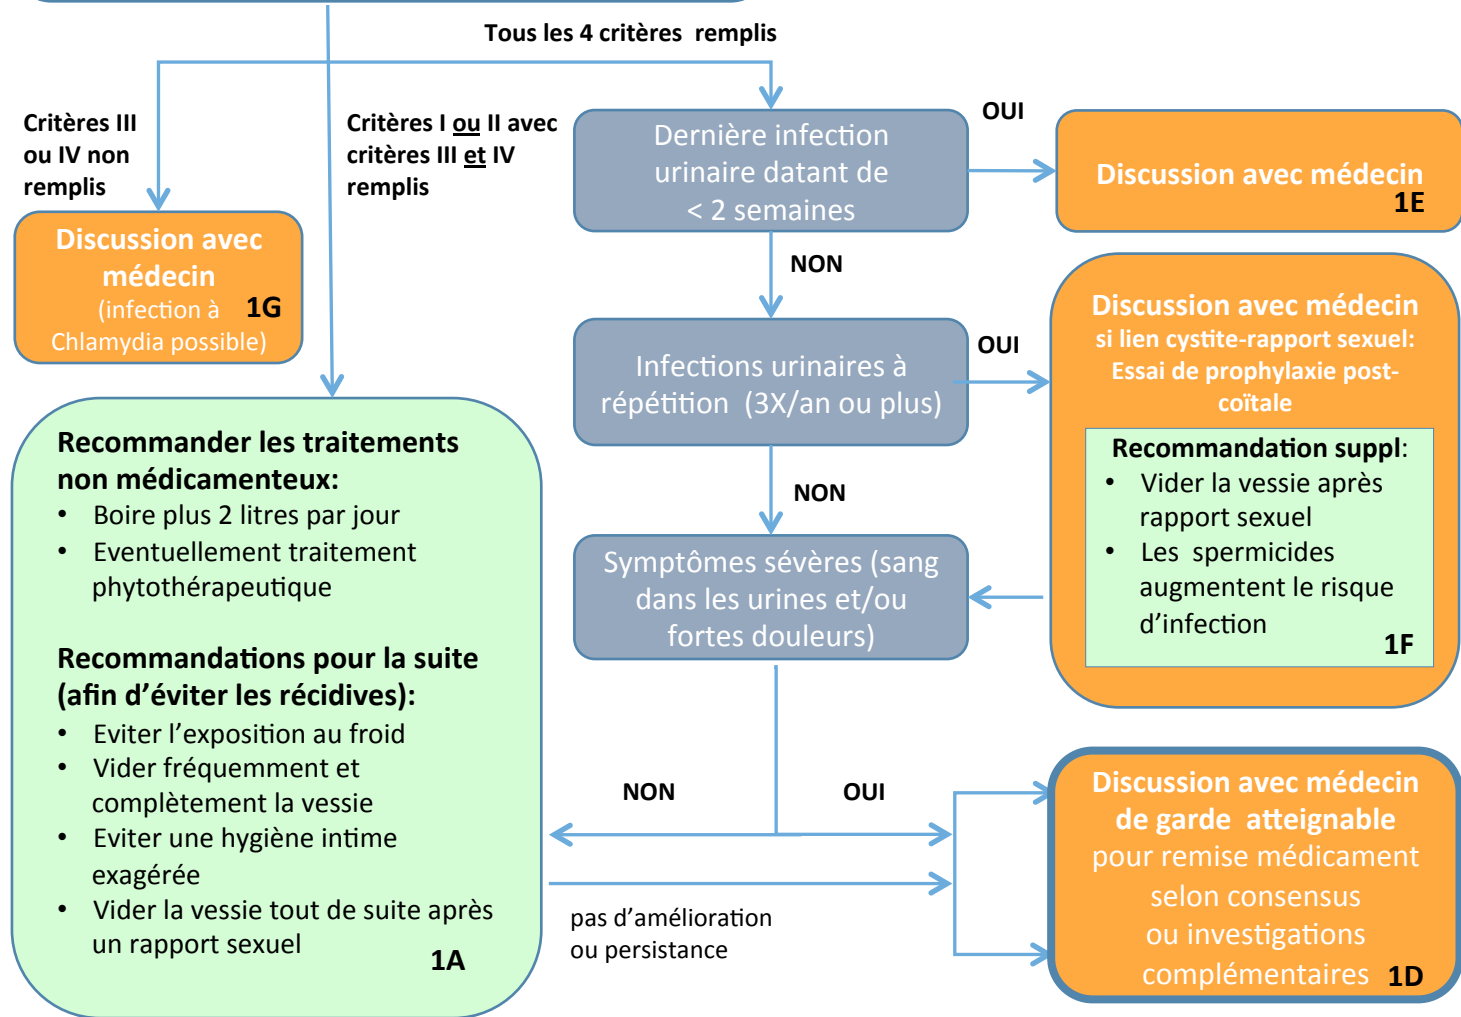 Tous les 4 critères  remplis
Critères III
ou IV non
remplis
Critères I ou II avec
critères III et IV
remplis
Dernière infection
urinaire datant de
< 2 semaines
OUI
Discussion avec médecin
1E
Discussion avec
médecin
(infection à
Chlamydia possible)
1G
NON
Infections urinaires à
répétition  (3X/an ou plus)
OUI
Discussion avec médecin
si lien cystite-rapport sexuel:
Essai de prophylaxie post-
coïtale
Recommandation suppl:
• Vider la vessie après
rapport sexuel
• Les  spermicides
augmentent le risque
d'infection
1F
NON
Symptômes sévères (sang
dans les urines et/ou
fortes douleurs)
Recommander les traitements
non médicamenteux:
• Boire plus 2 litres par jour
• Eventuellement traitement
phytothérapeutique
Recommandations pour la suite
(afin d'éviter les récidives):
• Eviter l'exposition au froid
• Vider fréquemment et
complètement la vessie
• Eviter une hygiène intime
exagérée
• Vider la vessie tout de suite après
un rapport sexuel
1A
NON
OUI
pas d'amélioration
ou persistance
Discussion avec médecin
de garde  atteignable
pour remise médicament
selon consensus
ou investigations
complémentaires
1D